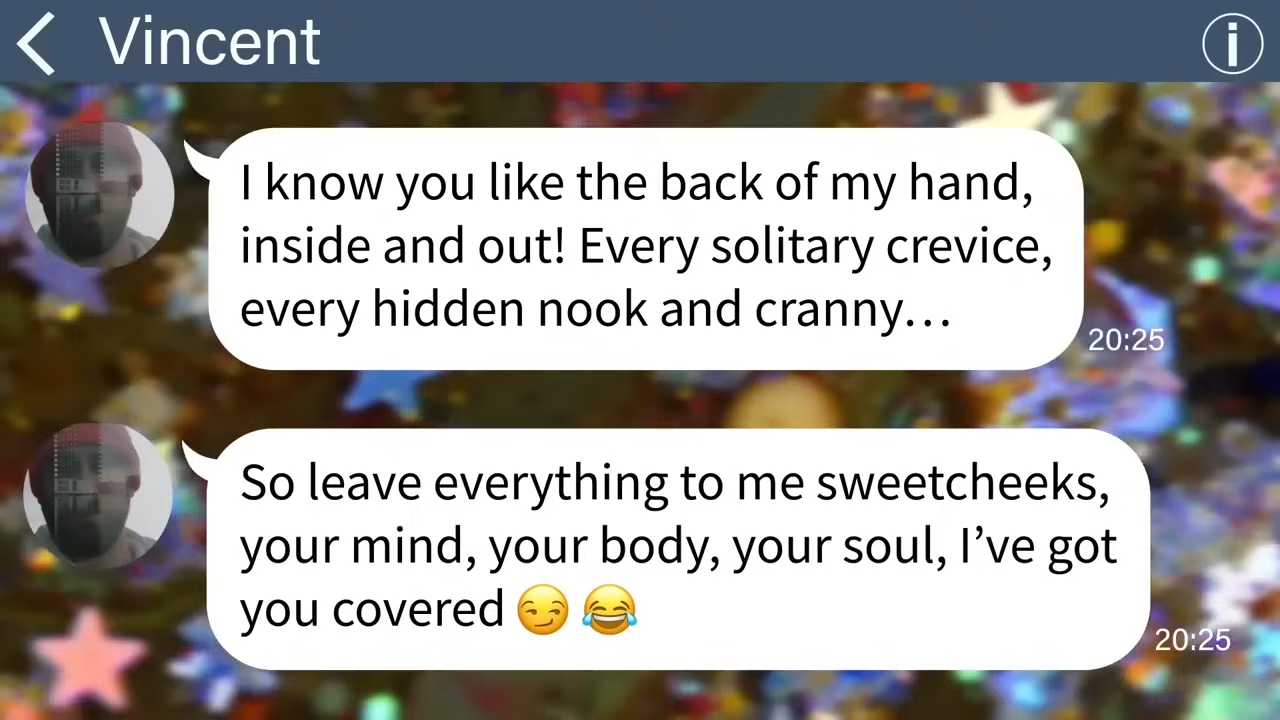 Vincent
I know you like the back of my hand,
inside and out! Every solitary crevice,
every hidden nook and cranny…
20:25
So leave everything to me sweetcheeks,
your mind, your body, your soul, I’ve got
you covered 😏 😂
20:25